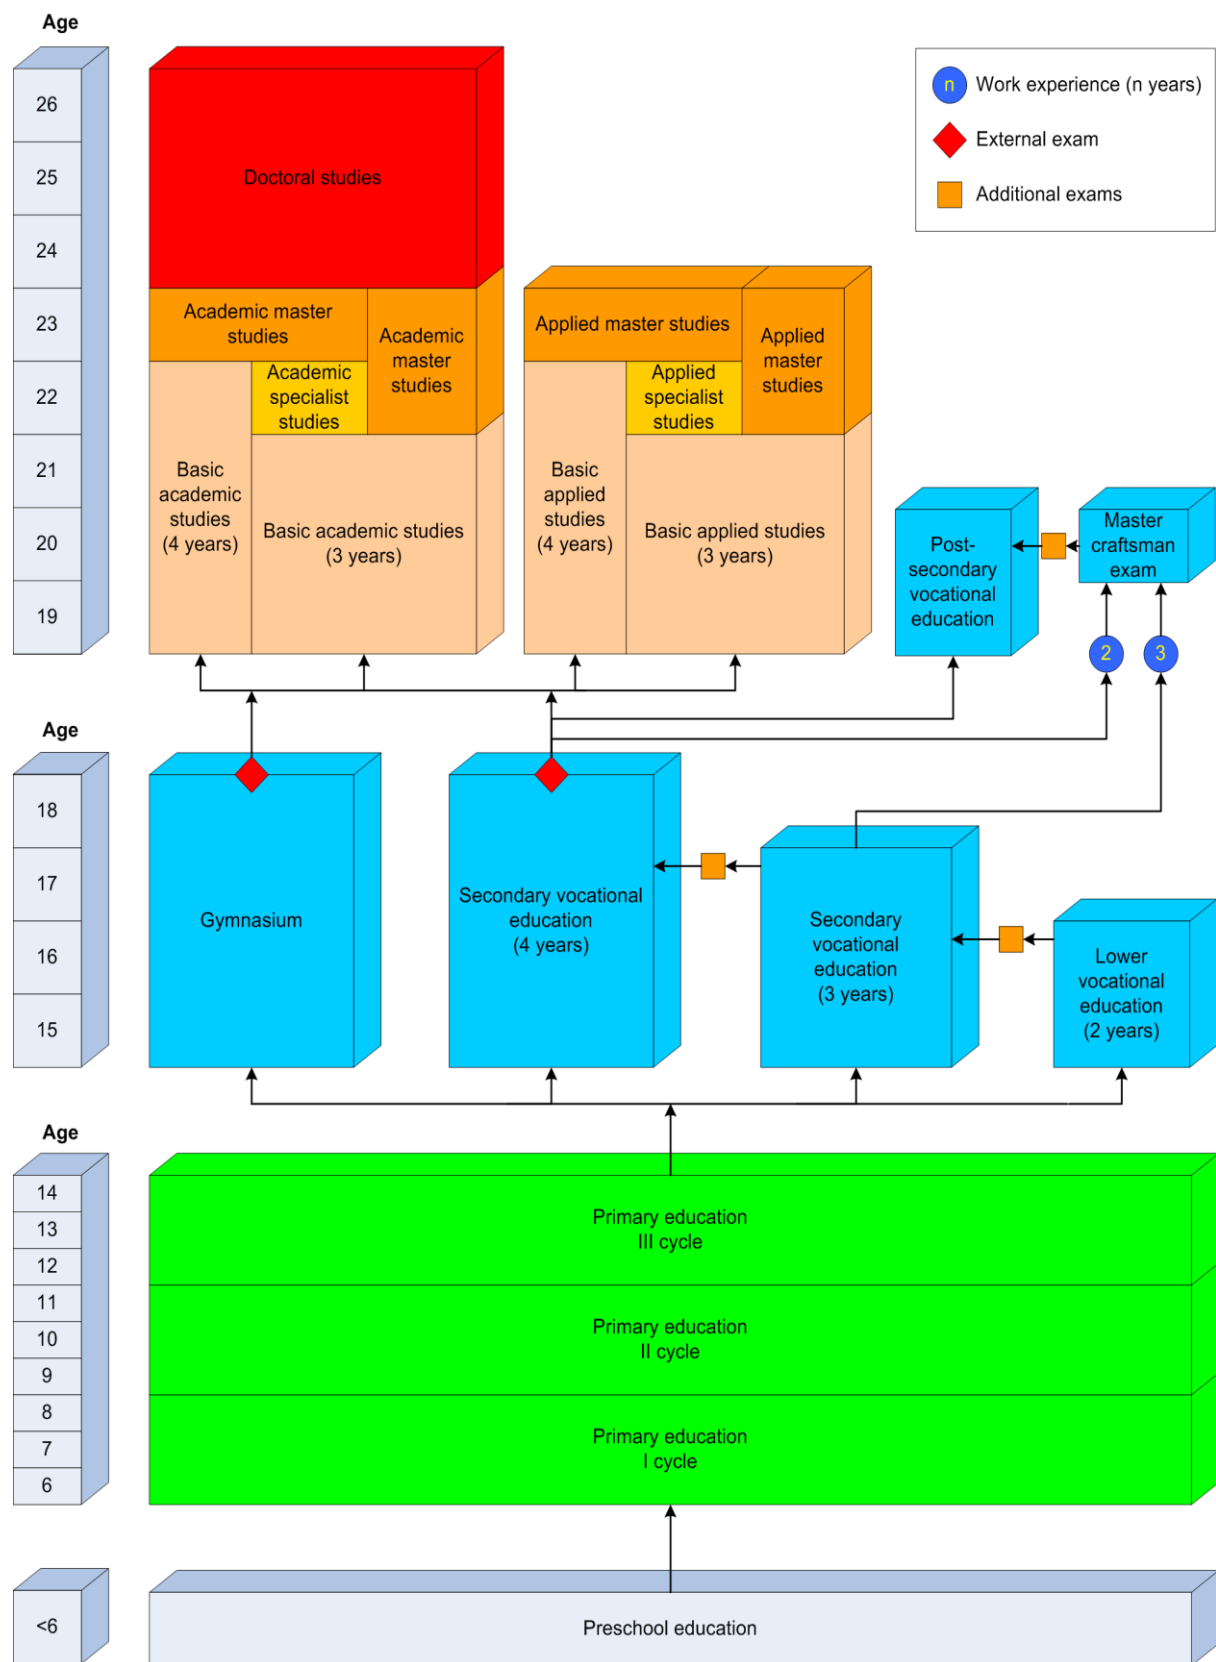 Age
26
25
24
23
22
21
20
19
Doctoral studies
Academic master
studies
Academic
master
studies
Academic
specialist
studies
Basic
academic
studies
(4 years)
Basic academic studies
(3 years)
Applied master studies
Applied
master
studies
Applied
specialist
studies
Basic
applied
studies
(4 years)
Basic applied studies
(3 years)
n
Work experience (n years)
External exam
Additional exams
Post-
secondary
vocational
education
Master
craftsman
exam
2
3
Age
18
17
16
15
Gymnasium
Secondary vocational
education
(4 years)
Secondary
vocational
education
(3 years)
Lower
vocational
education
(2 years)
Age
14
13
12
11
10
9
8
7
6
Primary education
III cycle
Primary education
II cycle
Primary education
I cycle
<6
Preschool education